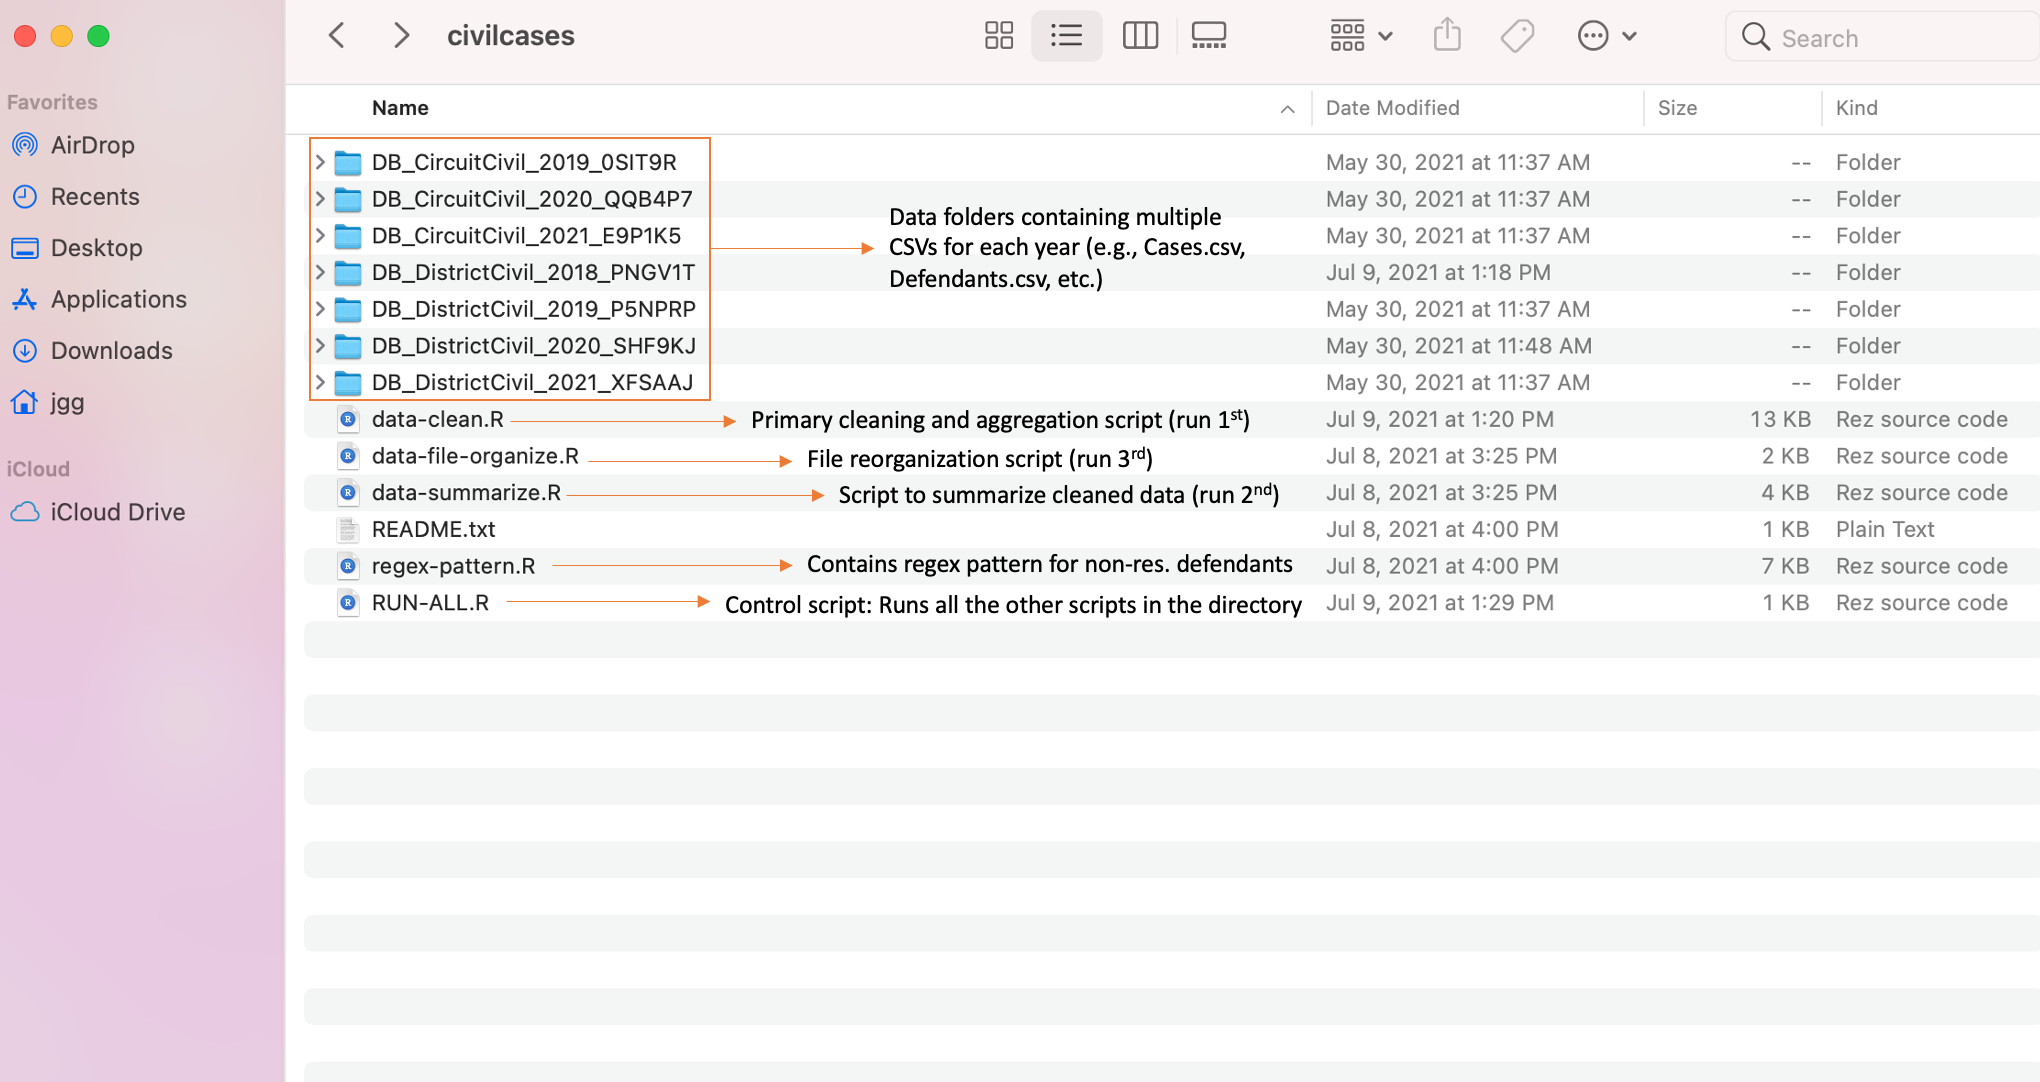 civilcases
Search
Favorites
AirDrop
Recents
Desktop
Applications
Downloads
jgg
iCloud
iCloud Drive
Name Date Modified Size Kind
DB_CircuitCivil_2019_0SIT9R May 30, 2021 at 11:37 AM -- Folder
DB_CircuitCivil_2020_QQB4P7 May 30, 2021 at 11:37 AM -- Folder
DB_CircuitCivil_2021_E9P1K5 May 30, 2021 at 11:37 AM -- Folder
DB_DistrictCivil_2018_PNGV1T Jul 9, 2021 at 1:18 PM -- Folder
DB_DistrictCivil_2019_P5NPRP May 30, 2021 at 11:37 AM -- Folder
DB_DistrictCivil_2020_SHF9KJ May 30, 2021 at 11:48 AM -- Folder
DB_DistrictCivil_2021_XFSAAJ May 30, 2021 at 11:37 AM -- Folder
Data folders containing multiple
CSVs for each year (e.g., Cases.csv,
Defendants.csv, etc.)
data-clean.R Primary cleaning and aggregation script (run 1st) Jul 9, 2021 at 1:20 PM 13 KB Rez source code
data-file-organize.R File reorganization script (run 3rd) Jul 8, 2021 at 3:25 PM 2 KB Rez source code
data-summarize.R Script to summarize cleaned data (run 2nd) Jul 8, 2021 at 3:25 PM 4 KB Rez source code
README.txt Jul 8, 2021 at 4:00 PM 1 KB Plain Text
regex-pattern.R Contains regex pattern for non-res. defendants Jul 8, 2021 at 4:00 PM 7 KB Rez source code
RUN-ALL.R Control script: Runs all the other scripts in the directory Jul 9, 2021 at 1:29 PM 1 KB Rez source code